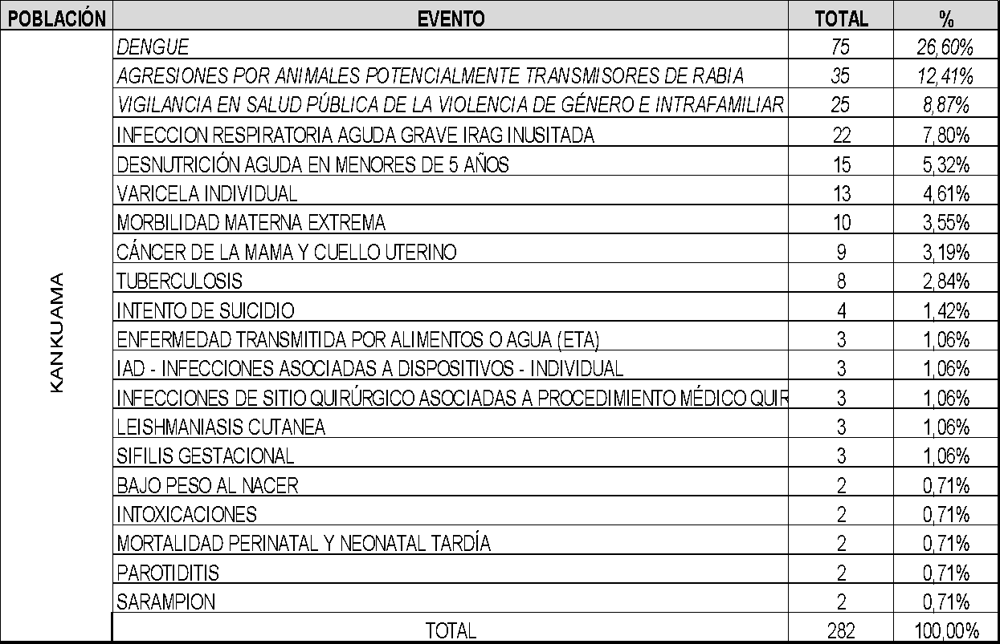 POBLACIÓN EVENTO TOTAL %
DENGUE 75 26,60%
AGRESIONES POR ANIMALES POTENCIALMENTE TRANSMISORES DE RABIA 35 12,41%
VIGILANCIA EN SALUD PÚBLICA DE LA VIOLENCIA DE GÉNERO E INTRAFAMILIAR 25 8,87%
INFECCION RESPIRATORIA AGUDA GRAVE IRAG INUSITADA 22 7,80%
DESNUTRICIÓN AGUDA EN MENORES DE 5 AÑOS 15 5,32%
VARICELA INDIVIDUAL 13 4,61%
MORBILIDAD MATERNA EXTREMA 10 3,55%
CÁNCER DE LA MAMA Y CUELLO UTERINO 9 3,19%
TUBERCULOSIS 8 2,84%
INTENTO DE SUICIDIO 4 1,42%
ENFERMEDAD TRANSMITIDA POR ALIMENTOS O AGUA (ETA) 3 1,06%
IAD - INFECCIONES ASOCIADAS A DISPOSITIVOS - INDIVIDUAL 3 1,06%
INFECCIONES DE SITIO QUIRÚRGICO ASOCIADAS A PROCEDIMIENTO MÉDICO QUIR 3 1,06%
LEISHMANIASIS CUTANEA 3 1,06%
SIFILIS GESTACIONAL 3 1,06%
BAJO PESO AL NACER 2 0,71%
INTOXICACIONES 2 0,71%
MORTALIDAD PERINATAL Y NEONATAL TARDÍA 2 0,71%
PAROTIDITIS 2 0,71%
SARAMPION 2 0,71%
TOTAL 282 100,00%
KANKUAMA